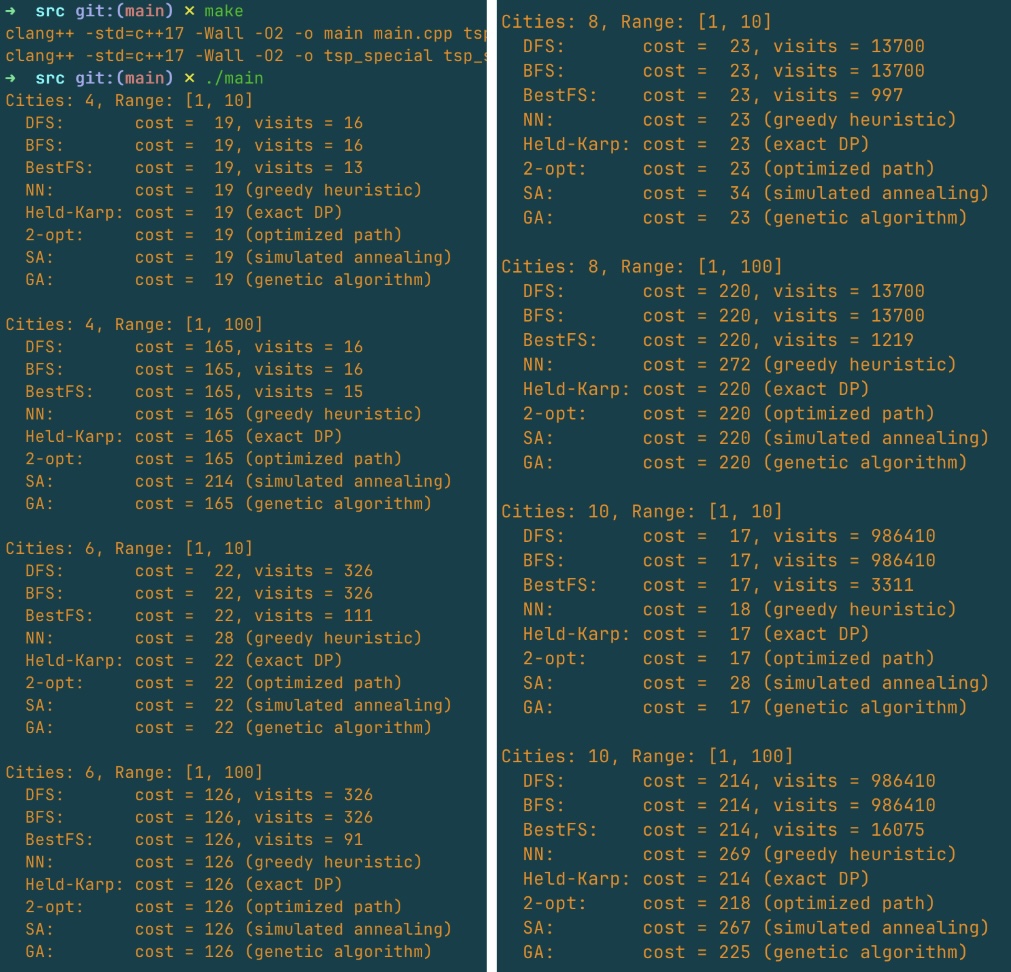 ➜ src git:(main) ✗ make
clang++ -std=c++17 -Wall -O2 -o main main.cpp
clang++ -std=c++17 -Wall -O2 -o tsp_special
➜ src git:(main) ✗ ./main
Cities: 4, Range: [1, 10]
DFS: cost = 19, visits = 16
BFS: cost = 19, visits = 16
BestFS: cost = 19, visits = 13
NN: cost = 19 (greedy heuristic)
Held-Karp: cost = 19 (exact DP)
2-opt: cost = 19 (optimized path)
SA: cost = 19 (simulated annealing)
GA: cost = 19 (genetic algorithm)
Cities: 4, Range: [1, 100]
DFS: cost = 165, visits = 16
BFS: cost = 165, visits = 16
BestFS: cost = 165, visits = 15
NN: cost = 165 (greedy heuristic)
Held-Karp: cost = 165 (exact DP)
2-opt: cost = 165 (optimized path)
SA: cost = 214 (simulated annealing)
GA: cost = 165 (genetic algorithm)
Cities: 6, Range: [1, 10]
DFS: cost = 22, visits = 326
BFS: cost = 22, visits = 326
BestFS: cost = 22, visits = 111
NN: cost = 28 (greedy heuristic)
Held-Karp: cost = 22 (exact DP)
2-opt: cost = 22 (optimized path)
SA: cost = 22 (simulated annealing)
GA: cost = 22 (genetic algorithm)
Cities: 6, Range: [1, 100]
DFS: cost = 126, visits = 326
BFS: cost = 126, visits = 326
BestFS: cost = 126, visits = 91
NN: cost = 126 (greedy heuristic)
Held-Karp: cost = 126 (exact DP)
2-opt: cost = 126 (optimized path)
SA: cost = 126 (simulated annealing)
GA: cost = 126 (genetic algorithm)
Cities: 8, Range: [1, 10]
DFS: cost = 23, visits = 13700
BFS: cost = 23, visits = 13700
BestFS: cost = 23, visits = 997
NN: cost = 23 (greedy heuristic)
Held-Karp: cost = 23 (exact DP)
2-opt: cost = 23 (optimized path)
SA: cost = 34 (simulated annealing)
GA: cost = 23 (genetic algorithm)
Cities: 8, Range: [1, 100]
DFS: cost = 220, visits = 13700
BFS: cost = 220, visits = 13700
BestFS: cost = 220, visits = 1219
NN: cost = 272 (greedy heuristic)
Held-Karp: cost = 220 (exact DP)
2-opt: cost = 220 (optimized path)
SA: cost = 220 (simulated annealing)
GA: cost = 220 (genetic algorithm)
Cities: 10, Range: [1, 10]
DFS: cost = 17, visits = 986410
BFS: cost = 17, visits = 986410
BestFS: cost = 17, visits = 3311
NN: cost = 18 (greedy heuristic)
Held-Karp: cost = 17 (exact DP)
2-opt: cost = 17 (optimized path)
SA: cost = 28 (simulated annealing)
GA: cost = 17 (genetic algorithm)
Cities: 10, Range: [1, 100]
DFS: cost = 214, visits = 986410
BFS: cost = 214, visits = 986410
BestFS: cost = 214, visits = 16075
NN: cost = 269 (greedy heuristic)
Held-Karp: cost = 214 (exact DP)
2-opt: cost = 218 (optimized path)
SA: cost = 267 (simulated annealing)
GA: cost = 225 (genetic algorithm)